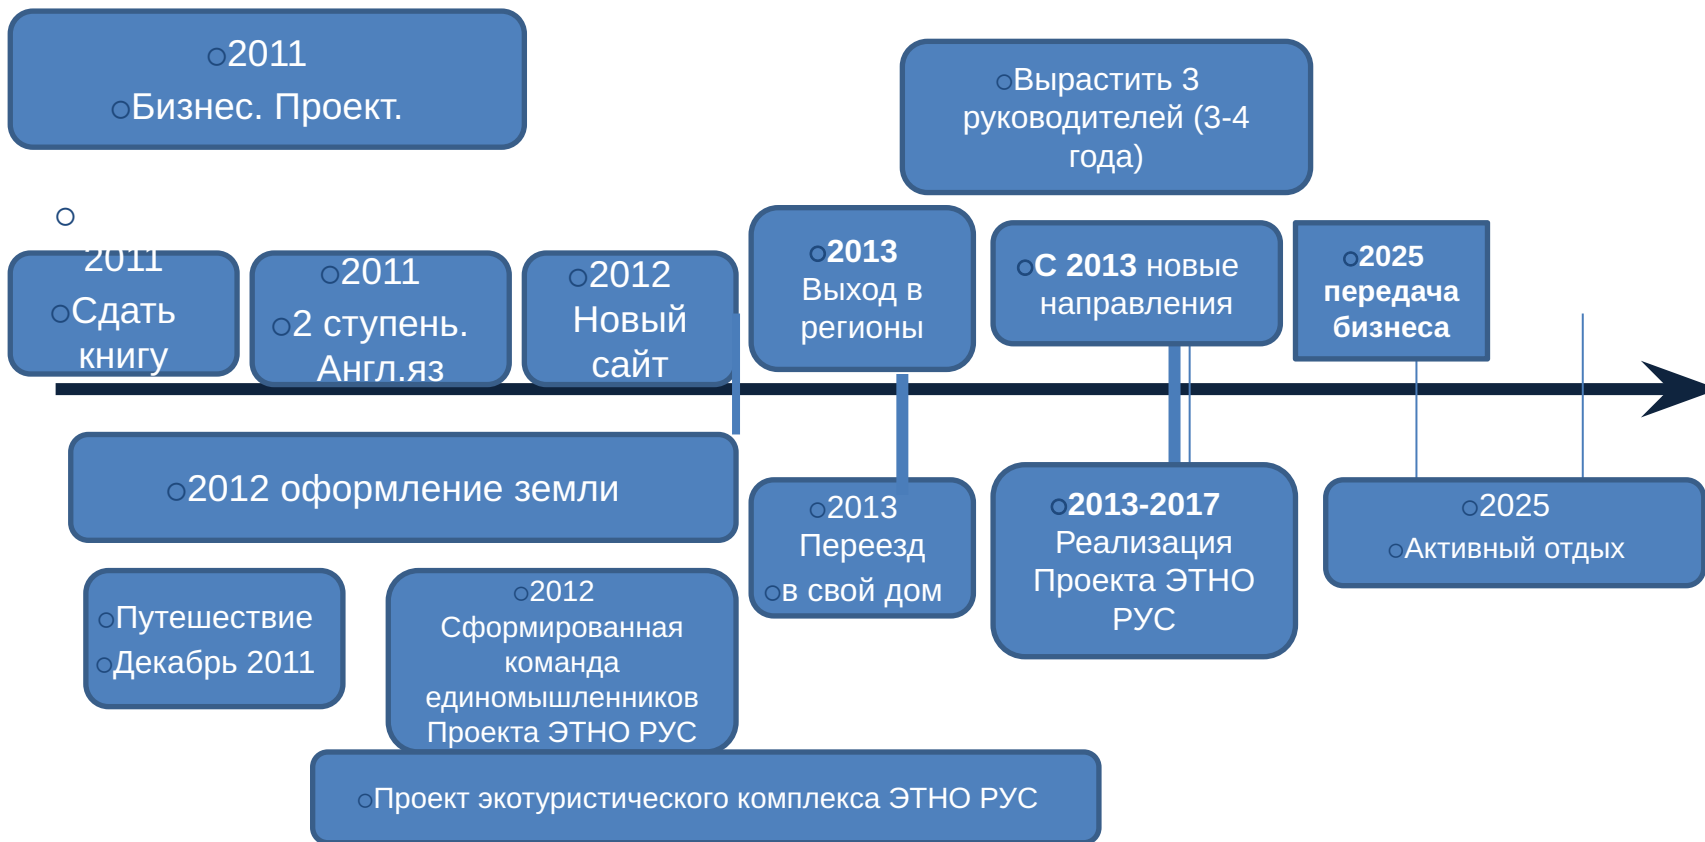 2011
Бизнес. Проект.
Вырастить 3
руководителей (3-4
года)
2011
Сдать
книгу
2011
2 ступень.
Англ.яз
2012
Новый
сайт
2013
Выход в
регионы
С 2013 новые
направления
2025
передача
бизнеса
2012 оформление земли
2013
Переезд
в свой дом
2013-2017
Реализация
Проекта ЭТНО
РУС
2025
Активный отдых
Путешествие
Декабрь 2011
2012
Сформированная
команда
единомышленников
Проекта ЭТНО РУС
Проект экотуристического комплекса ЭТНО РУС